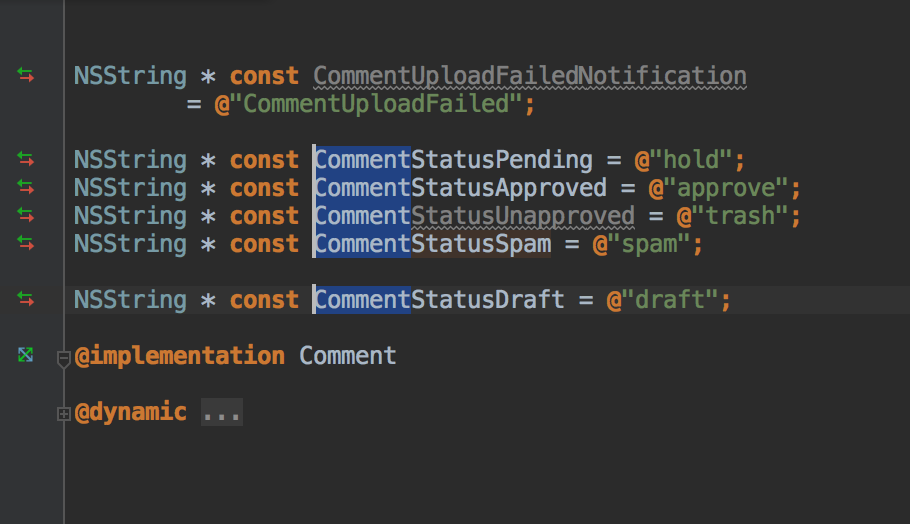 NSString * const CommentUploadFailedNotification
= @"CommentUploadFailed";
NSString * const CommentStatusPending = @"hold";
NSString * const CommentStatusApproved = @"approve";
NSString * const CommentStatusUnapproved = @"trash";
NSString * const CommentStatusSpam = @"spam";
NSString * const CommentStatusDraft = @"draft";
@implementation Comment
@dynamic ...